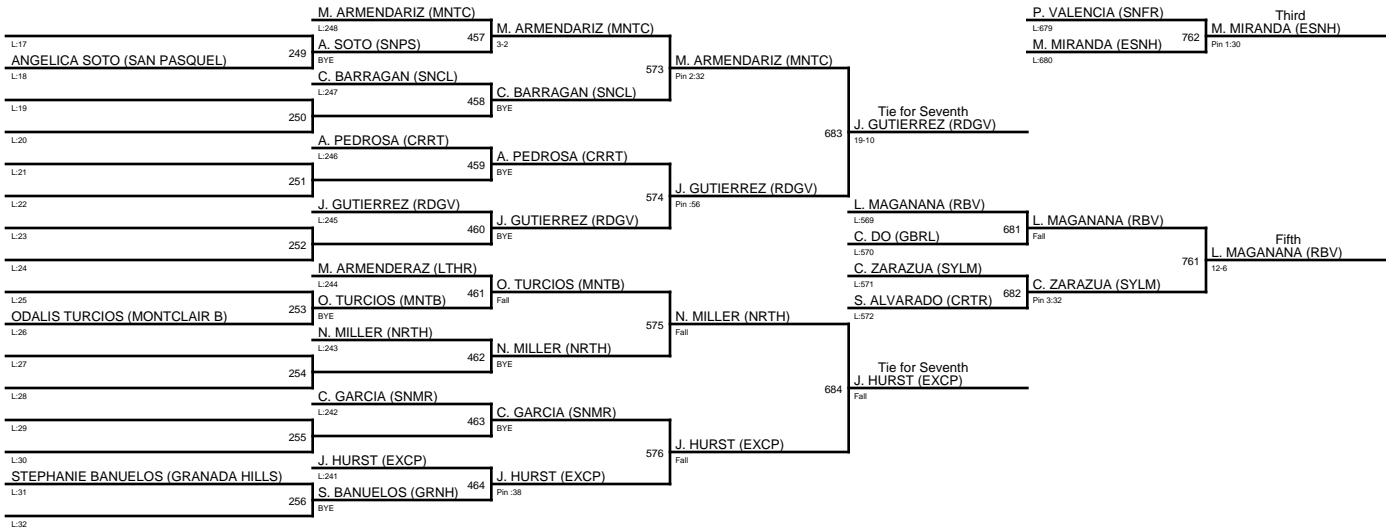 M. ARMENDARIZ (MNTC)
L:248
457
M. ARMENDARIZ (MNTC)
3-2
L:17
249
A. SOTO (SNPS)
BYE
ANGELICA SOTO (SAN PASQUEL)
L:18
573
M. ARMENDARIZ (MNTC)
Pin 2:32
C. BARRAGAN (SNCL)
L:247
458
C. BARRAGAN (SNCL)
BYE
L:19
250
L:20
683
Tie for Seventh
J. GUTIERREZ (RDGV)
19-10
A. PEDROSA (CRRT)
L:246
459
A. PEDROSA (CRRT)
BYE
L:21
251
L:22
574
J. GUTIERREZ (RDGV)
Pin :56
J. GUTIERREZ (RDGV)
L:245
460
J. GUTIERREZ (RDGV)
BYE
L:23
252
L:24
M. ARMENDERAZ (LTHR)
L:244
461
O. TURCIOS (MNTB)
Fall
L:25
253
O. TURCIOS (MNTB)
BYE
ODALIS TURCIOS (MONTCLAIR B)
L:26
575
N. MILLER (NRTH)
Fall
N. MILLER (NRTH)
L:243
462
N. MILLER (NRTH)
BYE
L:27
254
L:28
684
Tie for Seventh
J. HURST (EXCP)
Fall
C. GARCIA (SNMR)
L:242
463
C. GARCIA (SNMR)
BYE
L:29
255
L:30
576
J. HURST (EXCP)
Fall
J. HURST (EXCP)
L:241
464
J. HURST (EXCP)
Pin :38
STEPHANIE BANUELOS (GRANADA HILLS)
L:31
256
S. BANUELOS (GRNH)
BYE
L:32
P. VALENCIA (SNFR)
L:679
762
Third
M. MIRANDA (ESNH)
Pin 1:30
M. MIRANDA (ESNH)
L:680
L. MAGANANA (RBV)
L:569
681
L. MAGANANA (RBV)
Fall
C. DO (GBRL)
L:570
761
Fifth
L. MAGANANA (RBV)
12-6
C. ZARAZUA (SYLM)
L:571
682
C. ZARAZUA (SYLM)
Pin 3:32
S. ALVARADO (CRTR)
L:572